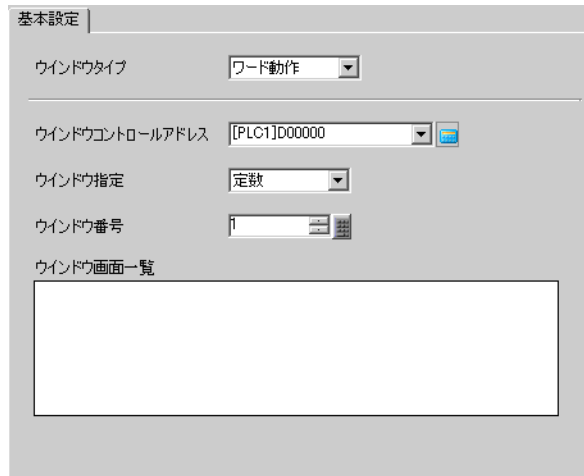 基本設定
ウインドウタイプ ワード動作
ウインドウコントロールアドレス [PLC1]D00000
ウインドウ指定 定数
ウインドウ番号 1
ウインドウ画面一覧